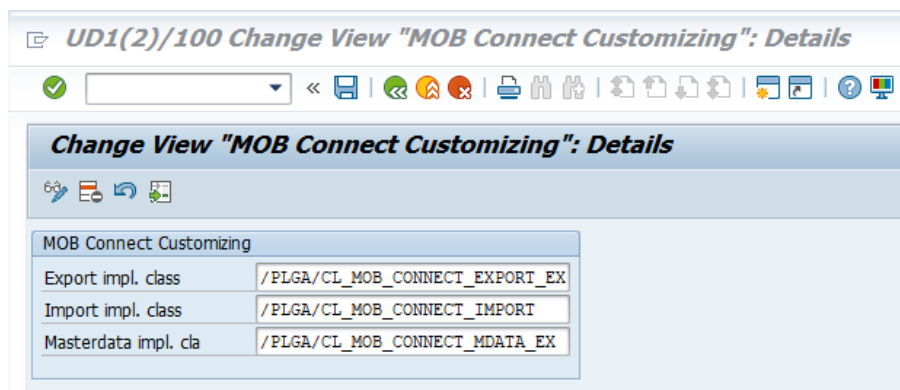 UD1(2)/100 Change View "MOB Connect Customizing": Details
Change View "MOB Connect Customizing": Details
MOB Connect Customizing
Export impl. class /PLGA/CL_MOB_CONNECT_EXPORT_EX
Import impl. class /PLGA/CL_MOB_CONNECT_IMPORT
Masterdata impl. cla /PLGA/CL_MOB_CONNECT_MDATA_EX